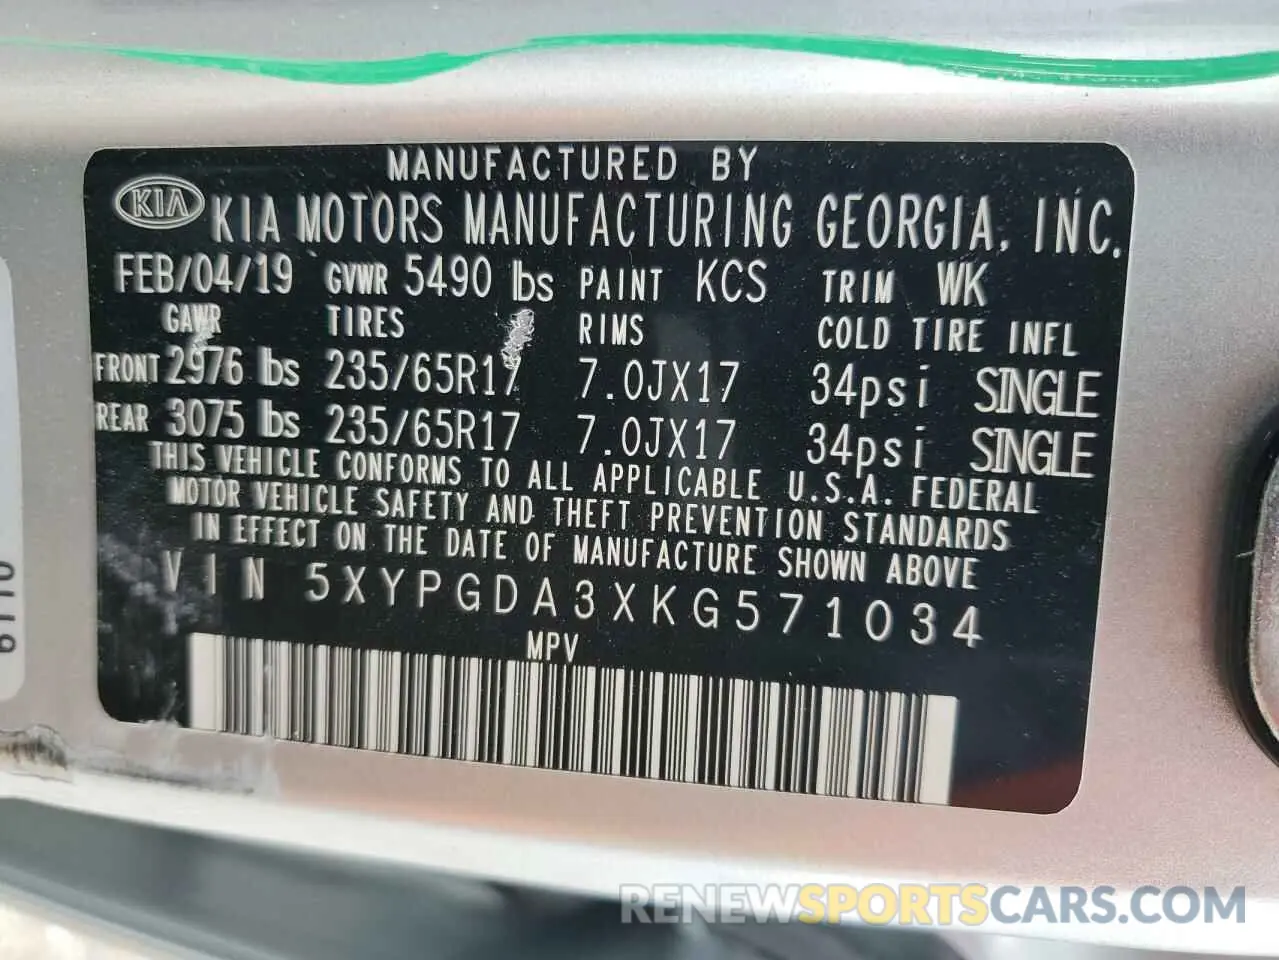 MANUFACTURED BY
KIA KIA MOTORS MANUFACTURING GEORGIA, INC.
FEB/04/19 GVWR 5490 lbs PAINT KCS TRIM WK
GAWR TIRES RIMS COLD TIRE INFL
FRONT 2976 lbs 235/65R17 7.0JX17 34psi SINGLE
REAR 3075 lbs 235/65R17 7.0JX17 34psi SINGLE
THIS VEHICLE CONFORMS TO ALL APPLICABLE U.S.A. FEDERAL
MOTOR VEHICLE SAFETY AND THEFT PREVENTION STANDARDS
IN EFFECT ON THE DATE OF MANUFACTURE SHOWN ABOVE
VIN 5XYPGDA3XKG571034
MPV
RENEWSPORTSCARS.COM